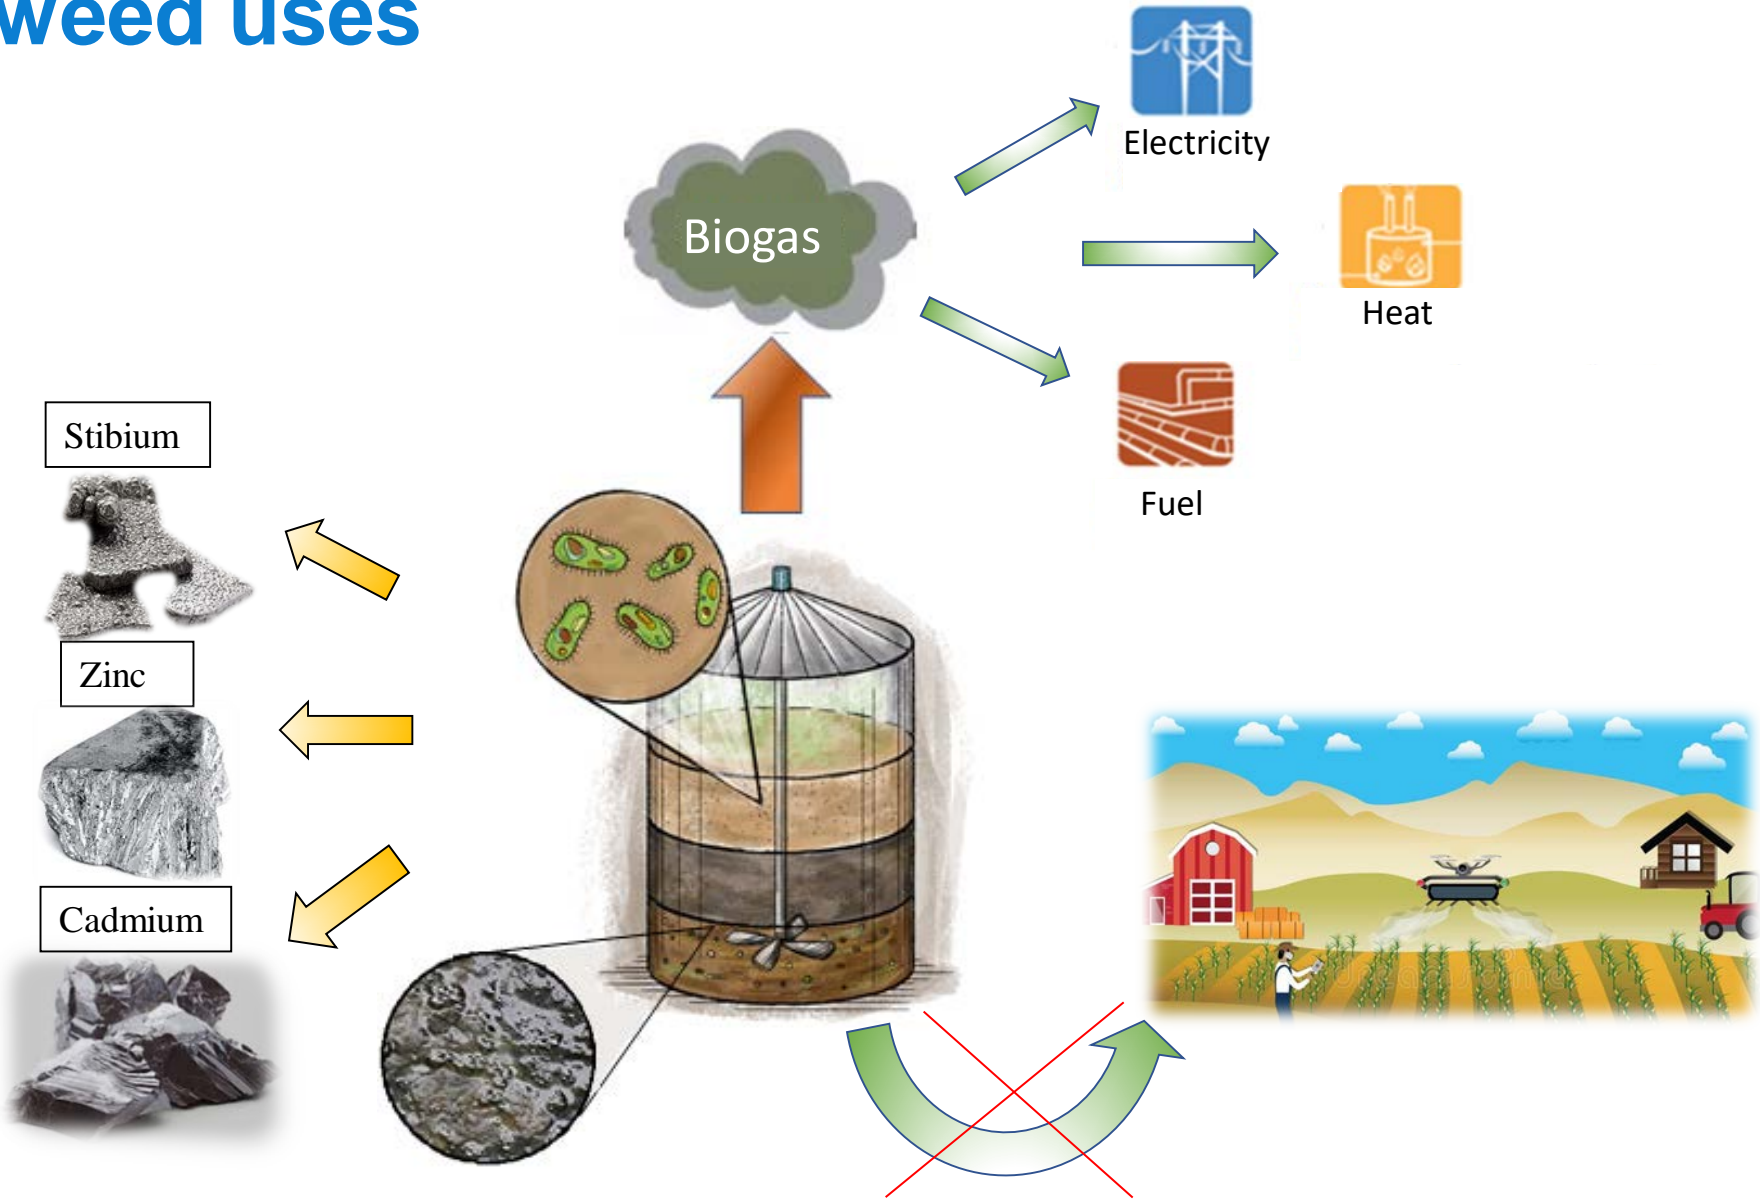 weed uses
Electricity
Biogas
Heat
Stibium
Fuel
Zinc
Cadmium